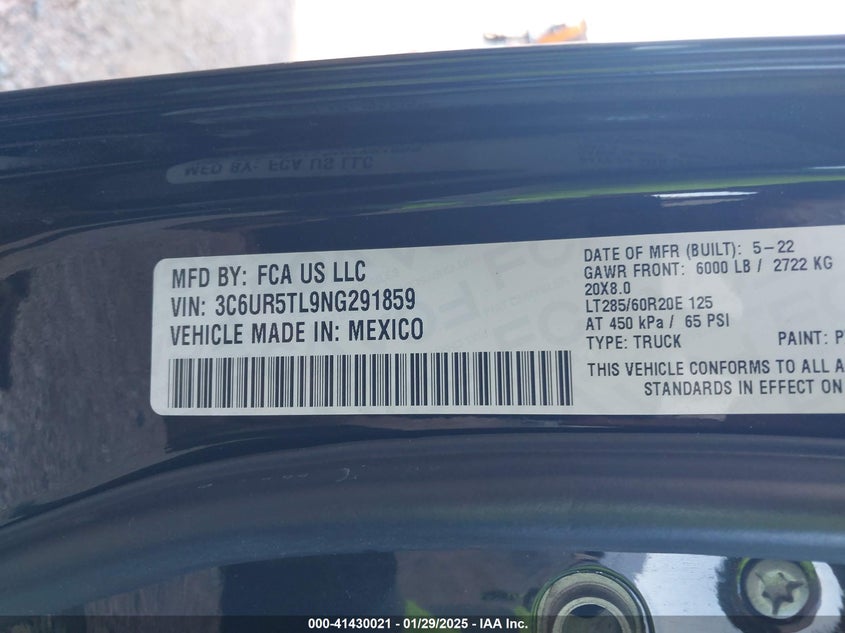 MFD BY: FCA US LLC
VIN: 3C6UR5TL9NG291859
VEHICLE MADE IN: MEXICO
DATE OF MFR (BUILT): 5-22
GAWR FRONT: 6000 LB / 2722 KG
20X8.0
LT285/60R20E 125
AT 450 kPa / 65 PSI
TYPE: TRUCK PAINT: P
THIS VEHICLE CONFORMS TO ALL A
STANDARDS IN EFFECT ON
000-41430021 - 01/29/2025 - IAA Inc.